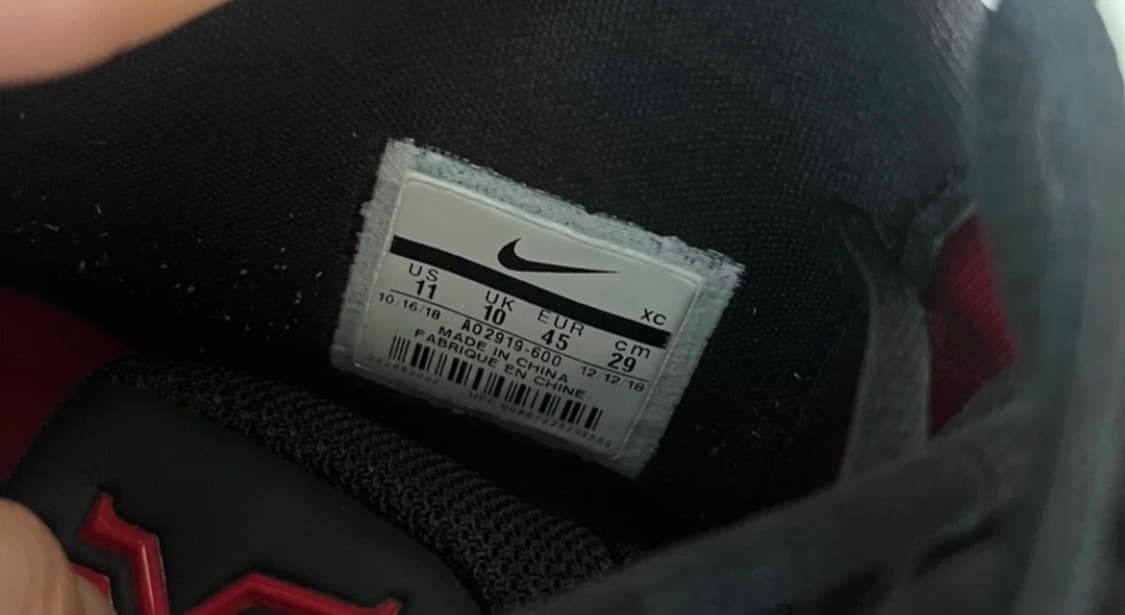 XC
US UK EUR cm
11 10 45 29
10/16/18 AO2919-600 12/12/18
MADE IN CHINA
FABRIQUE EN CHINE